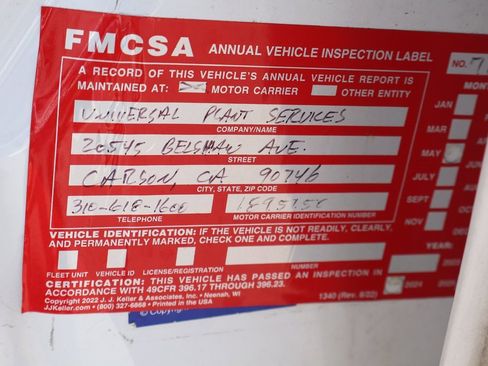 FMCSA ANNUAL VEHICLE INSPECTION LABEL
A RECORD OF THIS VEHICLE'S ANNUAL VEHICLE REPORT IS NO.
MAINTAINED AT: MOTOR CARRIER OTHER ENTITY
UNIVERSAL PLANT SERVICES
COMPANY/NAME
20545 BELSHAW AVE.
STREET
CARSON, CA 90746
CITY, STATE, ZIP CODE
310-618-1600
TELEPHONE MOTOR CARRIER IDENTIFICATION NUMBER
VEHICLE IDENTIFICATION: IF THE VEHICLE IS NOT READILY, CLEARLY,
AND PERMANENTLY MARKED, CHECK ONE AND COMPLETE.
FLEET UNIT VEHICLE ID LICENSE/REGISTRATION NUMBER
CERTIFICATION: THIS VEHICLE HAS PASSED AN INSPECTION IN
ACCORDANCE WITH 49CFR 396.17 THROUGH 396.23.
Copyright 2022 J. J. Keller & Associates, Inc. • Neenah, WI
JJKeller.com • (800) 327-6868 • Printed in the USA 1340 (Rev. 8/22)
MONT
JAN
MAR
MAY
JULY
SEPT
NOV
YEAR:
2024
© Copyright